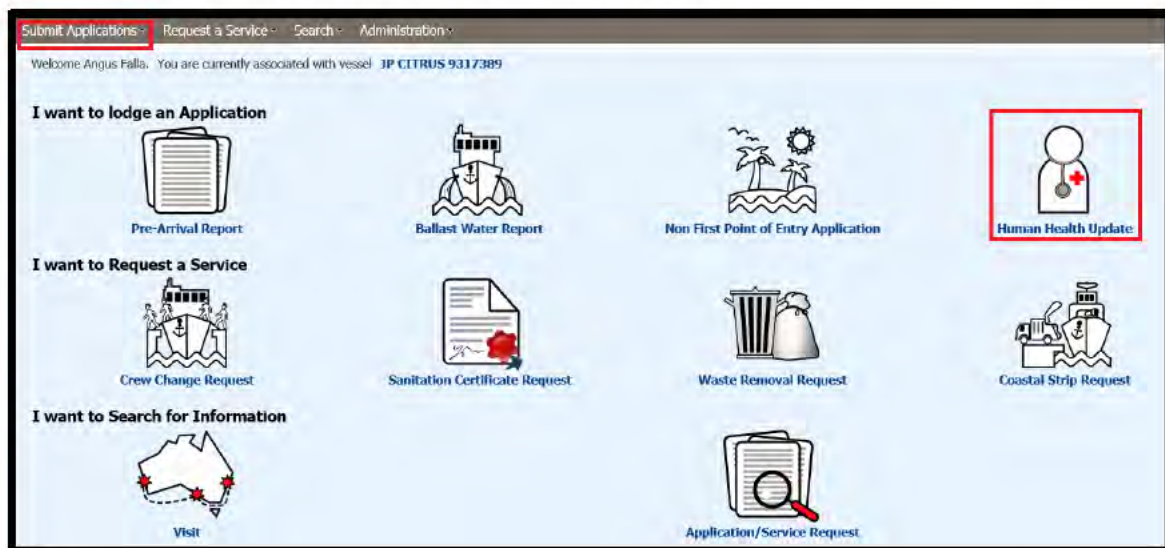 Submit Applications Request a Service Search Administration
Welcome Angus Falla. You are currently associated with vessel JP CITRUS 9317389
I want to lodge an Application
Pre-Arrival Report Ballast Water Report Non First Point of Entry Application Human Health Update
I want to Request a Service
Crew Change Request Sanitation Certificate Request Waste Removal Request Coastal Strip Request
I want to Search for Information
Visit Application/Service Request